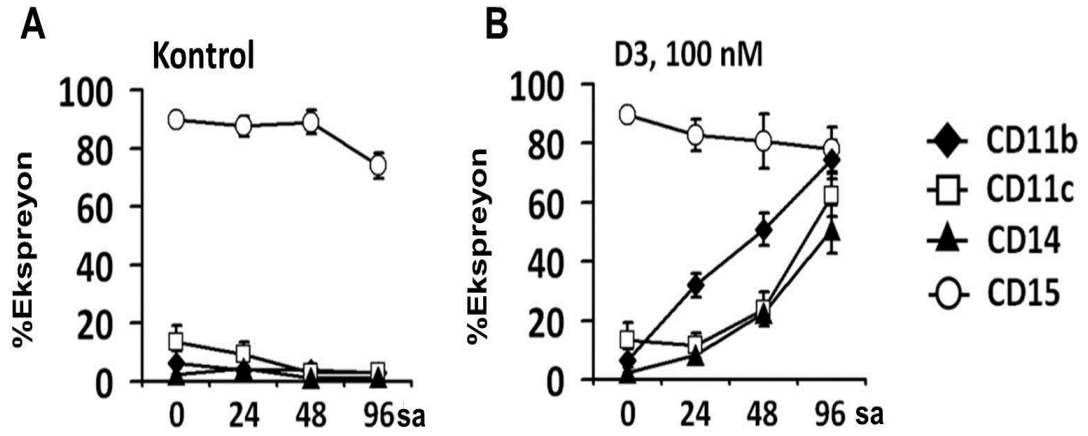 A
Kontrol
%Ekspreyon
100
80
60
40
20
0
0 24 48 96 sa
B
D3, 100 nM
%Ekspreyon
100
80
60
40
20
0
0 24 48 96 sa
CD11b
CD11c
CD14
CD15